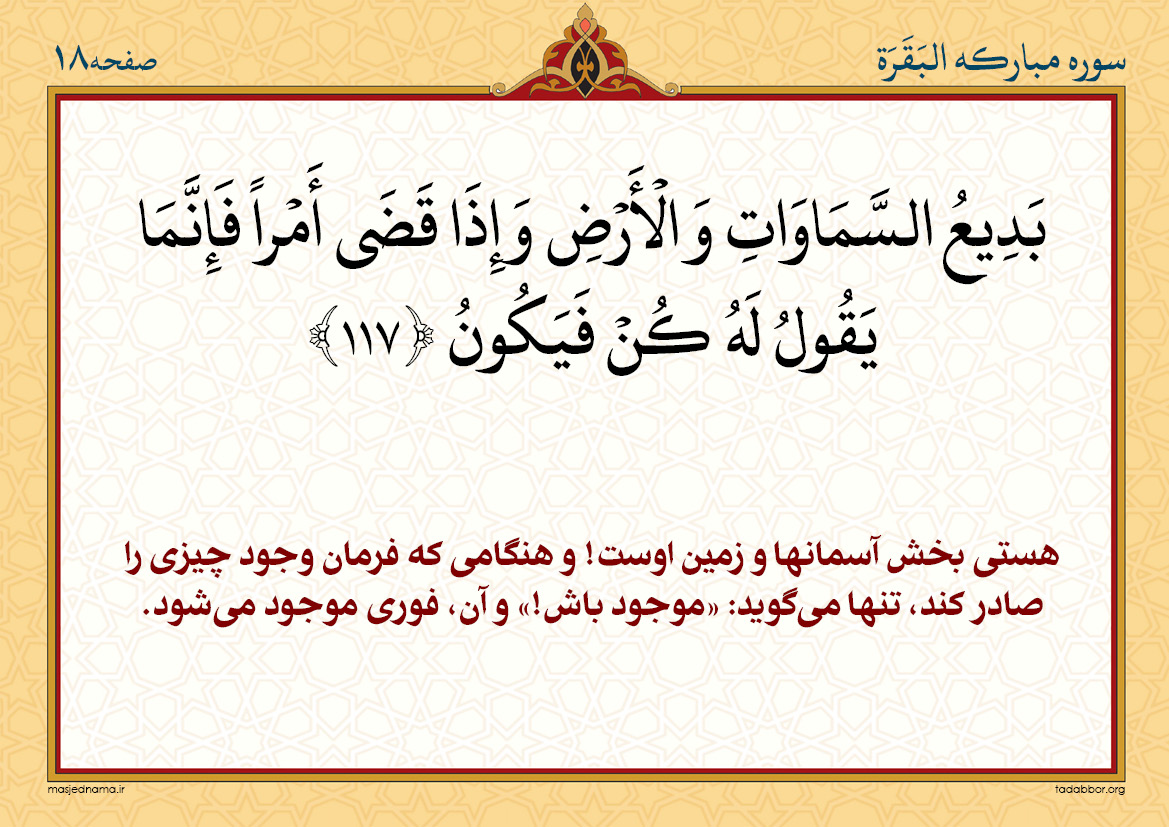 سوره مبارکه البَقَرَة
صفحه۱۸
بَدِيعُ السَّمَاوَاتِ وَ الْأَرْضِ وَ إِذَا قَضَى أَمْراً فَإِنَّمَا
يَقُولُ لَهُ كُنْ فَيَكُونُ ﴿۱۱۷﴾
هستی بخش آسمانها و زمین اوست! و هنگامی که فرمان وجود چیزی را
صادر کند، تنها می‌گوید: «موجود باش!» و آن، فوری موجود می‌شود.
masjednama.ir
tadabbor.org